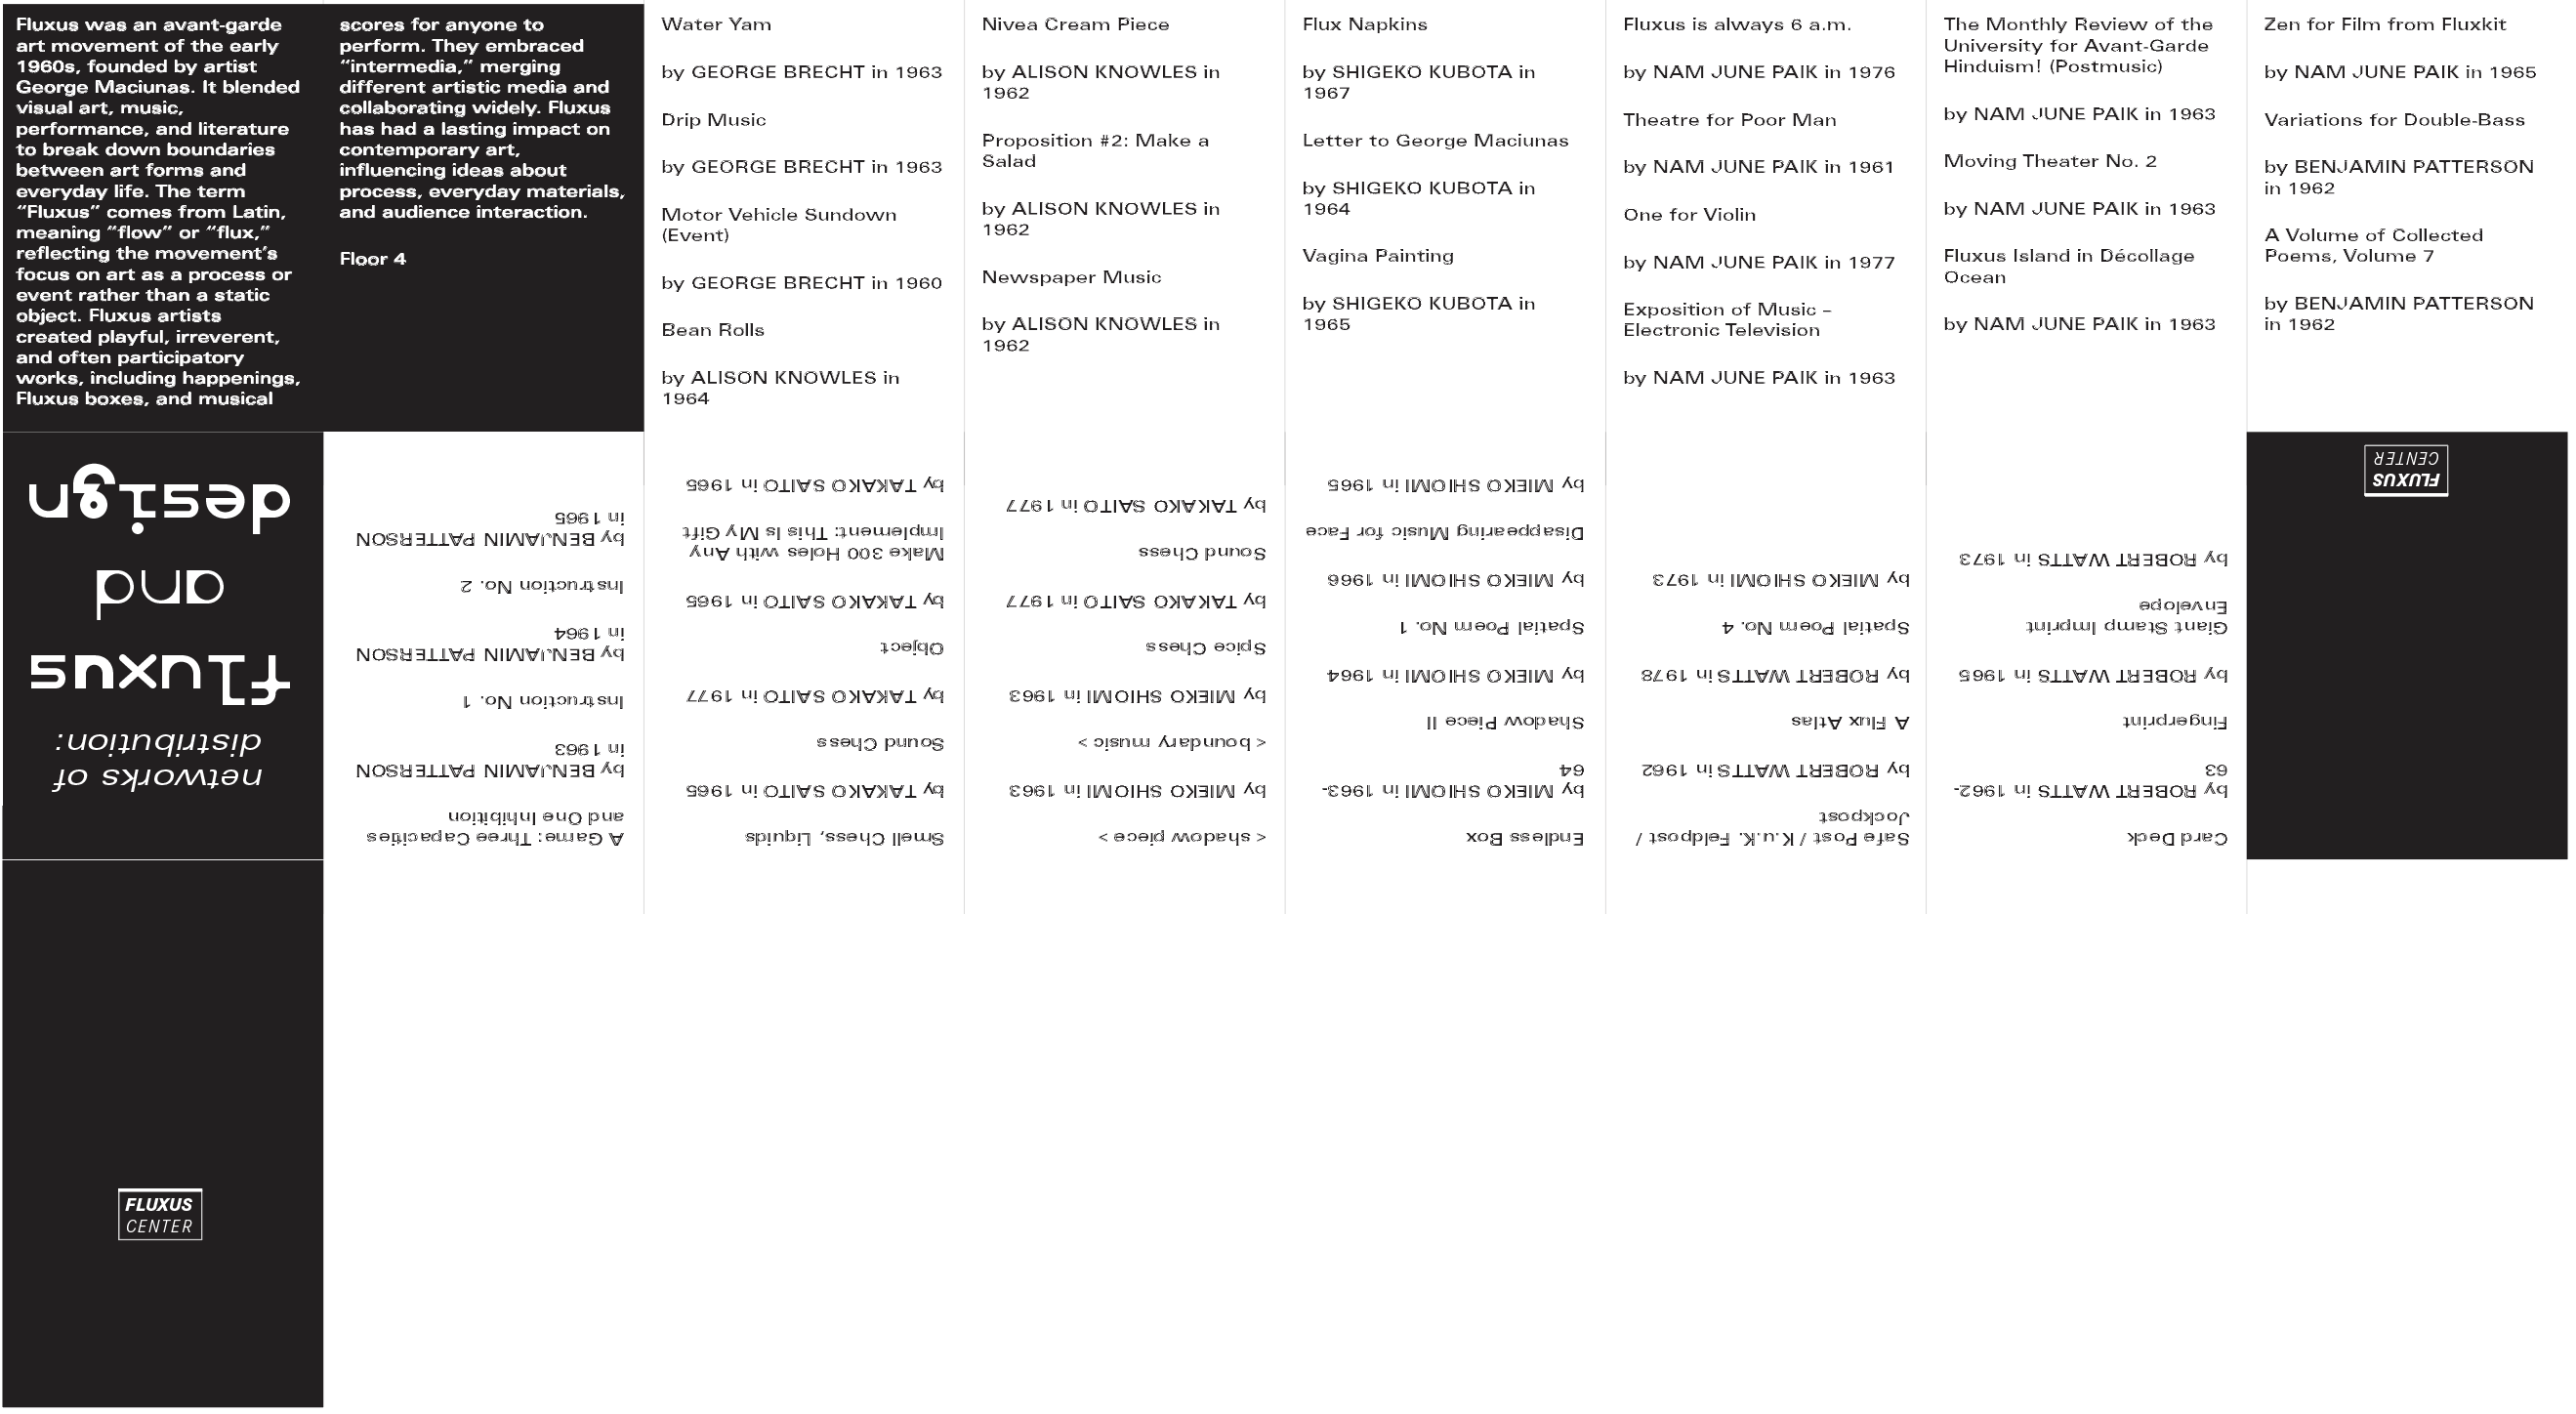 Fluxus was an avant-garde
art movement of the early
1960s, founded by artist
George Maciunas. It blended
visual art, music,
performance, and literature
to break down boundaries
between art forms and
everyday life. The term
“Fluxus” comes from Latin,
meaning “flow” or “flux,”
reflecting the movement’s
focus on art as a process or
event rather than a static
object. Fluxus artists
created playful, irreverent,
and often participatory
works, including happenings,
Fluxus boxes, and musical
scores for anyone to
perform. They embraced
“intermedia,” merging
different artistic media and
collaborating widely. Fluxus
has had a lasting impact on
contemporary art,
influencing ideas about
process, everyday materials,
and audience interaction.
Floor 4
Water Yam
by GEORGE BRECHT in 1963
Drip Music
by GEORGE BRECHT in 1963
Motor Vehicle Sundown
(Event)
by GEORGE BRECHT in 1960
Bean Rolls
by ALISON KNOWLES in
1964
Nivea Cream Piece
by ALISON KNOWLES in
1962
Proposition #2: Make a
Salad
by ALISON KNOWLES in
1962
Newspaper Music
by ALISON KNOWLES in
1962
Flux Napkins
by SHIGEKO KUBOTA in
1967
Letter to George Maciunas
by SHIGEKO KUBOTA in
1964
Vagina Painting
by SHIGEKO KUBOTA in
1965
Fluxus is always 6 a.m.
by NAM JUNE PAIK in 1976
Theatre for Poor Man
by NAM JUNE PAIK in 1961
One for Violin
by NAM JUNE PAIK in 1977
Exposition of Music –
Electronic Television
by NAM JUNE PAIK in 1963
The Monthly Review of the
University for Avant-Garde
Hinduism! (Postmusic)
by NAM JUNE PAIK in 1963
Moving Theater No. 2
by NAM JUNE PAIK in 1963
Fluxus Island in Décollage
Ocean
by NAM JUNE PAIK in 1963
Zen for Film from Fluxkit
by NAM JUNE PAIK in 1965
Variations for Double-Bass
by BENJAMIN PATTERSON
in 1962
A Volume of Collected
Poems, Volume 7
by BENJAMIN PATTERSON
in 1962
networks of
distribution:
fluxus
and
design
A Game: Three Capacities
and One Inhibition
by BENJAMIN PATTERSON
in 1963
Instruction No. 1
by BENJAMIN PATTERSON
in 1964
Instruction No. 2
by BENJAMIN PATTERSON
in 1965
Smell Chess, Liquids
by TAKAKO SAITO in 1965
Sound Chess
by TAKAKO SAITO in 1977
Object
by TAKAKO SAITO in 1965
Make 300 Holes with Any
Implement: This Is My Gift
by TAKAKO SAITO in 1965
< shadow piece >
by MIEKO SHIOMI in 1963
< boundary music >
by MIEKO SHIOMI in 1963
Spice Chess
by TAKAKO SAITO in 1977
Sound Chess
by TAKAKO SAITO in 1977
Endless Box
by MIEKO SHIOMI in 1963-
64
Shadow Piece II
by MIEKO SHIOMI in 1964
Spatial Poem No. 1
by MIEKO SHIOMI in 1966
Disappearing Music for Face
by MIEKO SHIOMI in 1965
Safe Post / K.u.K. Feldpost /
Jockpost
by ROBERT WATTS in 1962
A Flux Atlas
by ROBERT WATTS in 1978
Spatial Poem No. 4
by MIEKO SHIOMI in 1973
Card Deck
by ROBERT WATTS in 1962-
63
Fingerprint
by ROBERT WATTS in 1965
Giant Stamp Imprint
Envelope
by ROBERT WATTS in 1973
FLUXUS
CENTER
FLUXUS
CENTER